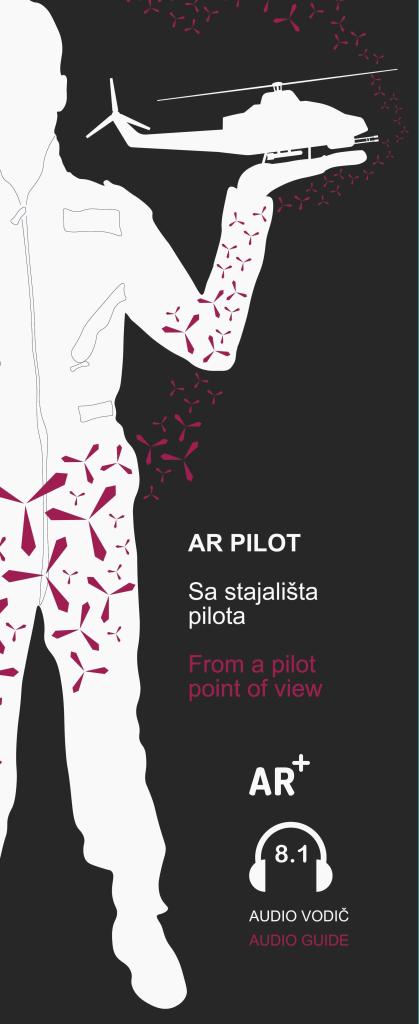 AR PILOT
Sa stajališta
pilota
From a pilot
point of view
AR+
8.1
AUDIO VODIČ
AUDIO GUIDE